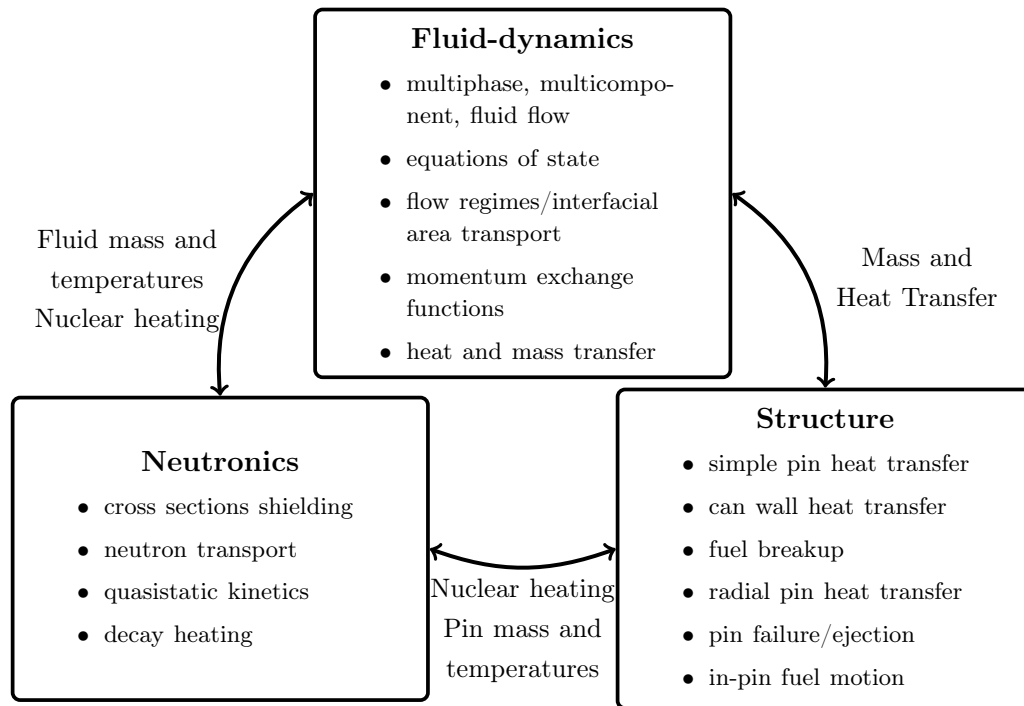 Fluid-dynamics
• multiphase, multicompo-
nent, fluid flow
• equations of state
• flow regimes/interfacial
area transport
• momentum exchange
functions
• heat and mass transfer
Fluid mass and
temperatures
Nuclear heating
Mass and
Heat Transfer
Neutronics
• cross sections shielding
• neutron transport
• quasistatic kinetics
• decay heating
Nuclear heating
Pin mass and
temperatures
Structure
• simple pin heat transfer
• can wall heat transfer
• fuel breakup
• radial pin heat transfer
• pin failure/ejection
• in-pin fuel motion